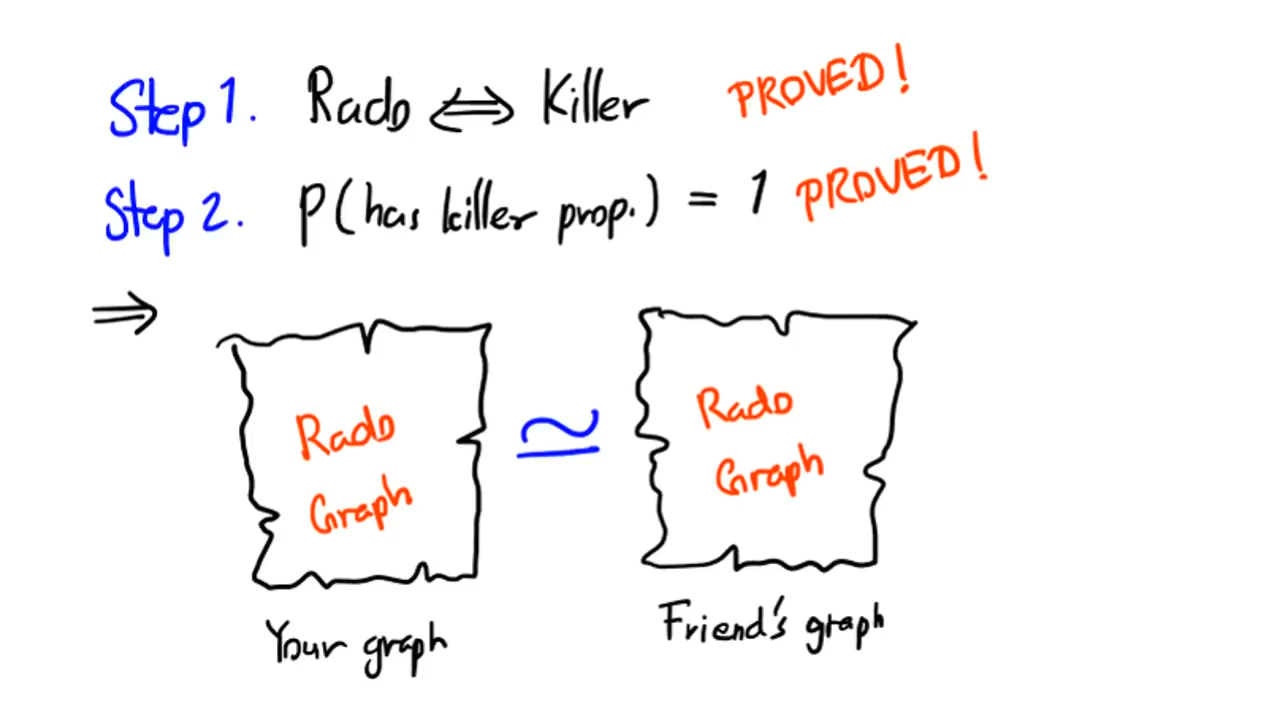 Step 1. Rado ⟺ Killer PROVED!
Step 2. P(has killer prop.) = 1 PROVED!
⇒
Rado
Graph
≅
Rado
Graph
Your graph
Friend's graph